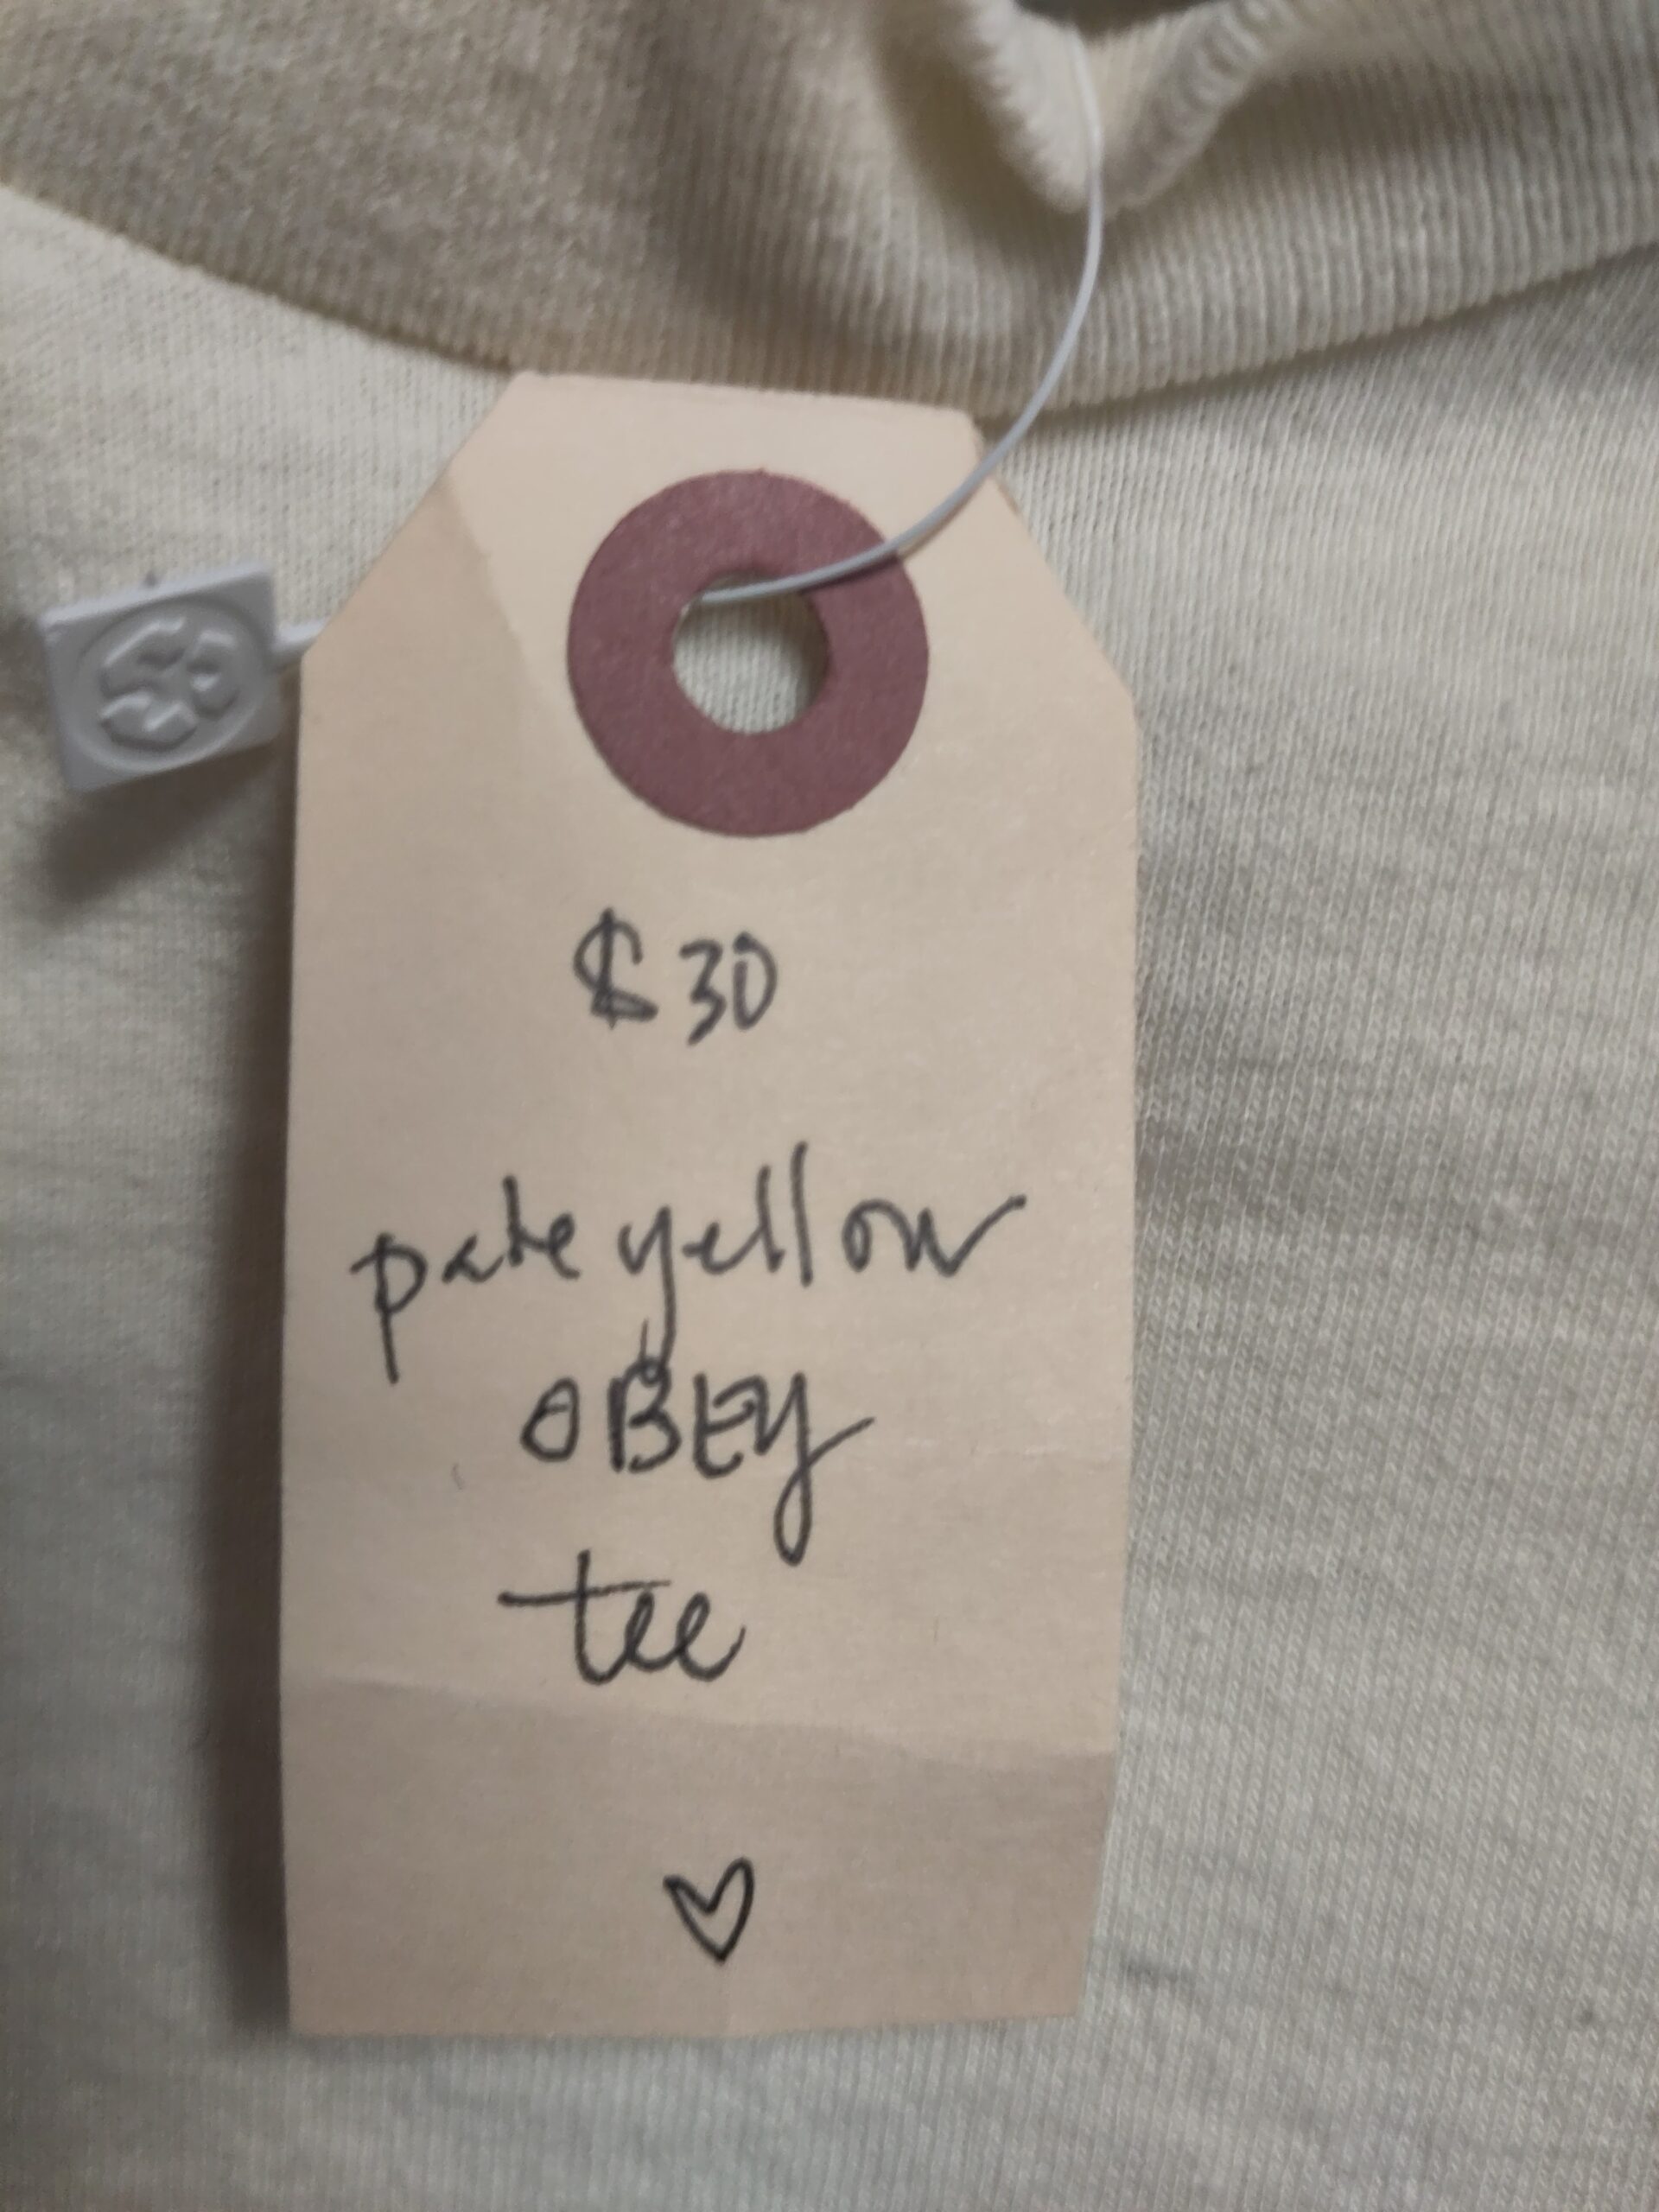 $30
pale yellow
OBEY
tee
♡